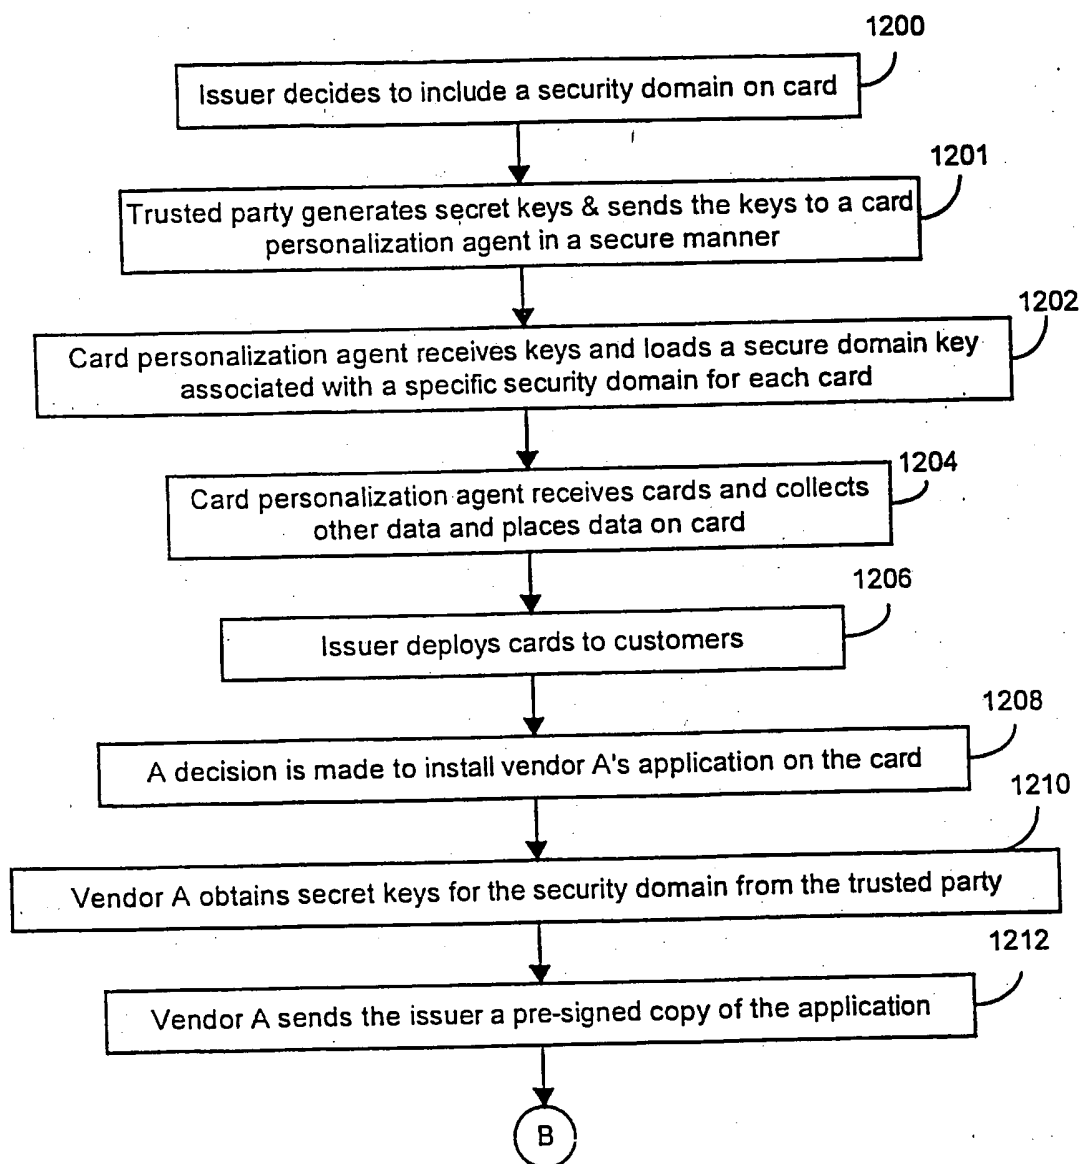 1200
Issuer decides to include a security domain on card
1201
Trusted party generates secret keys & sends the keys to a card
personalization agent in a secure manner
1202
Card personalization agent receives keys and loads a secure domain key
associated with a specific security domain for each card
1204
Card personalization agent receives cards and collects
other data and places data on card
1206
Issuer deploys cards to customers
1208
A decision is made to install vendor A's application on the card
1210
Vendor A obtains secret keys for the security domain from the trusted party
1212
Vendor A sends the issuer a pre-signed copy of the application
B